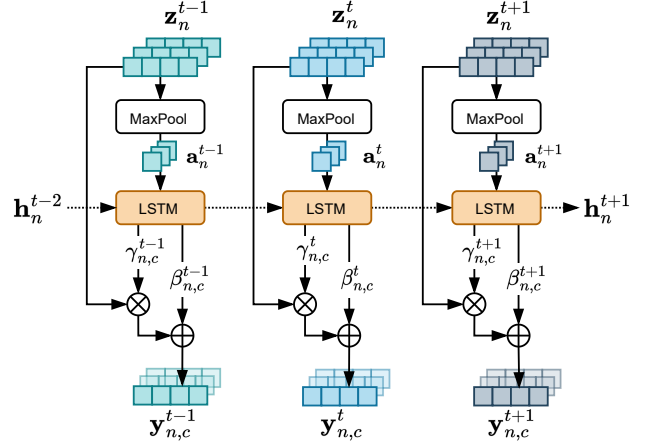 z_n^{t-1} z_n^t z_n^{t+1}
MaxPool MaxPool MaxPool
a_n^{t-1} a_n^t a_n^{t+1}
h_n^{t-2} LSTM LSTM LSTM h_n^{t+1}
γ_{n,c}^{t-1} γ_{n,c}^t γ_{n,c}^{t+1}
β_{n,c}^{t-1} β_{n,c}^t β_{n,c}^{t+1}
y_{n,c}^{t-1} y_{n,c}^t y_{n,c}^{t+1}